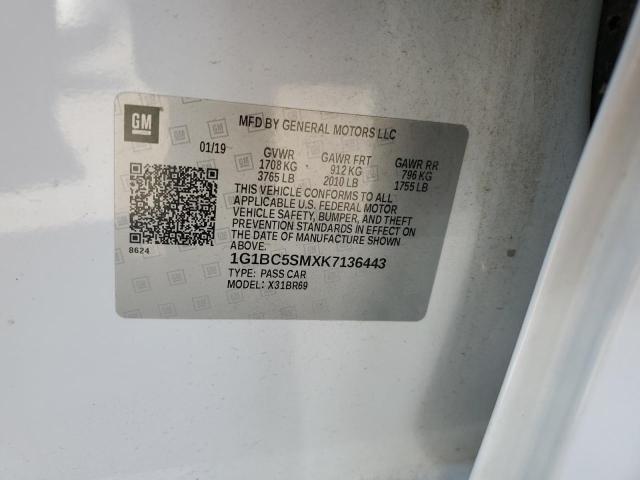 GM
MFD BY GENERAL MOTORS LLC
01/19
GVWR GAWR FRT GAWR RR
1708 KG 912 KG 796 KG
3765 LB 2010 LB 1755 LB
THIS VEHICLE CONFORMS TO ALL
APPLICABLE U.S. FEDERAL MOTOR
VEHICLE SAFETY, BUMPER, AND THEFT
PREVENTION STANDARDS IN EFFECT ON
THE DATE OF MANUFACTURE SHOWN
ABOVE.
8624
1G1BC5SMXK7136443
TYPE: PASS CAR
MODEL: X31BR69